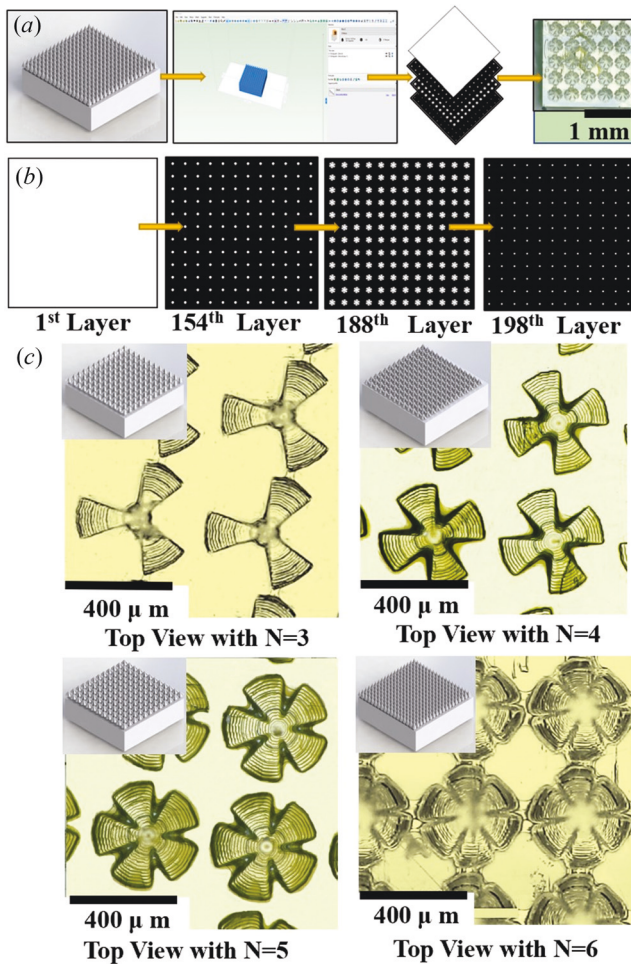 (a)
1 mm
(b)
1st Layer 154th Layer 188th Layer 198th Layer
(c)
400 μ m 400 μ m
Top View with N=3 Top View with N=4
400 μ m 400 μ m
Top View with N=5 Top View with N=6